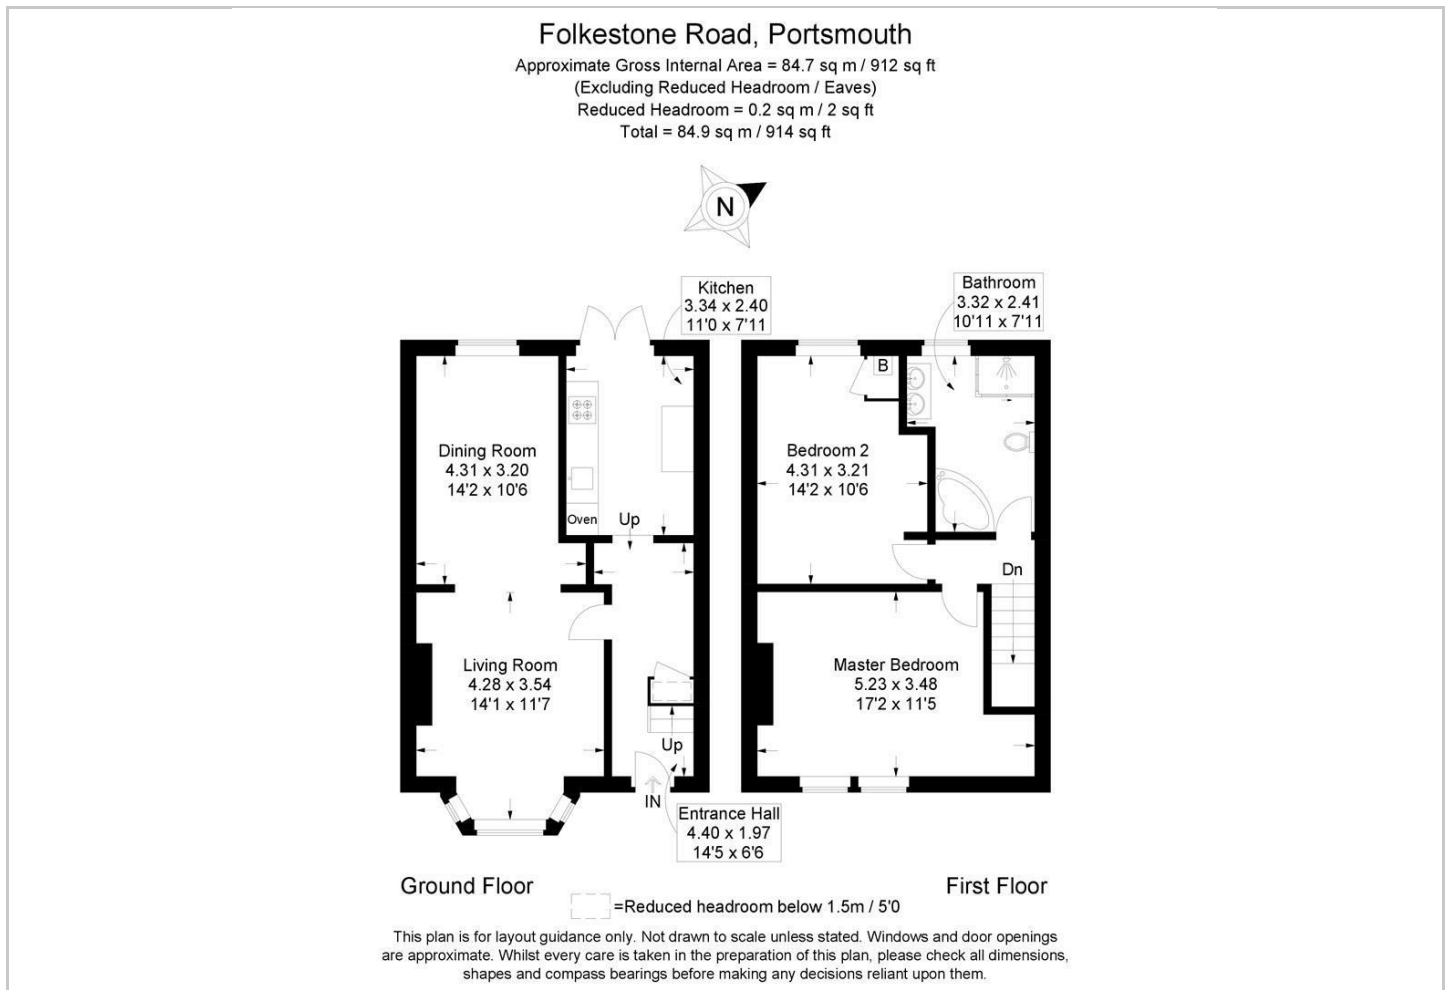 Folkestone Road, Portsmouth
Approximate Gross Internal Area = 84.7 sq m / 912 sq ft
(Excluding Reduced Headroom / Eaves)
Reduced Headroom = 0.2 sq m / 2 sq ft
Total = 84.9 sq m / 914 sq ft
N
Kitchen
3.34 x 2.40
11'0 x 7'11
Dining Room
4.31 x 3.20
14'2 x 10'6
Oven
Up
Living Room
4.28 x 3.54
14'1 x 11'7
Up
IN
Entrance Hall
4.40 x 1.97
14'5 x 6'6
Ground Floor
Bathroom
3.32 x 2.41
10'11 x 7'11
B
Bedroom 2
4.31 x 3.21
14'2 x 10'6
Dn
Master Bedroom
5.23 x 3.48
17'2 x 11'5
First Floor
=Reduced headroom below 1.5m / 5'0
This plan is for layout guidance only. Not drawn to scale unless stated. Windows and door openings
are approximate. Whilst every care is taken in the preparation of this plan, please check all dimensions,
shapes and compass bearings before making any decisions reliant upon them.